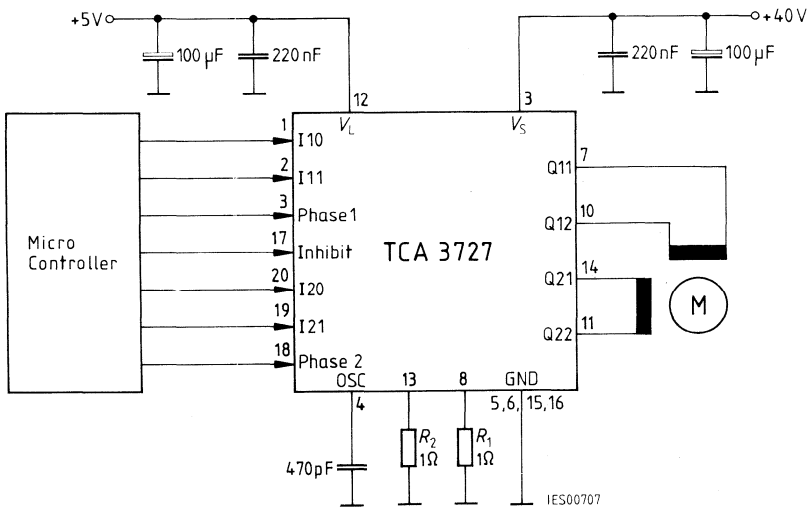 +5V
100 µF
220 nF
+40V
220 nF
100 µF
12
3
V_L
V_S
1
I10
2
I11
3
Phase1
17
Inhibit
20
I20
19
I21
18
Phase 2
Micro
Controller
TCA 3727
7
Q11
10
Q12
14
Q21
11
Q22
M
OSC
13
8
GND
4
5,6, 15,16
R2
1Ω
R1
1Ω
470pF
IES00707